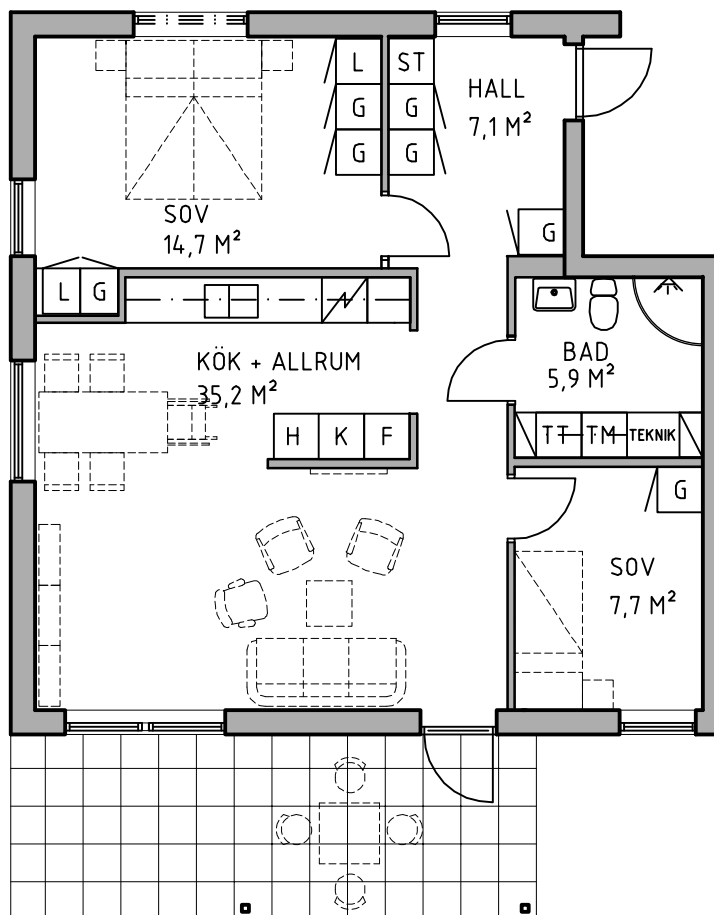 L
ST
HALL
7,1 M²
G
G
G
G
SOV
14,7 M²
G
L
G
KÖK + ALLRUM
35,2 M²
BAD
5,9 M²
H
K
F
TT
TM
TEKNIK
G
SOV
7,7 M²